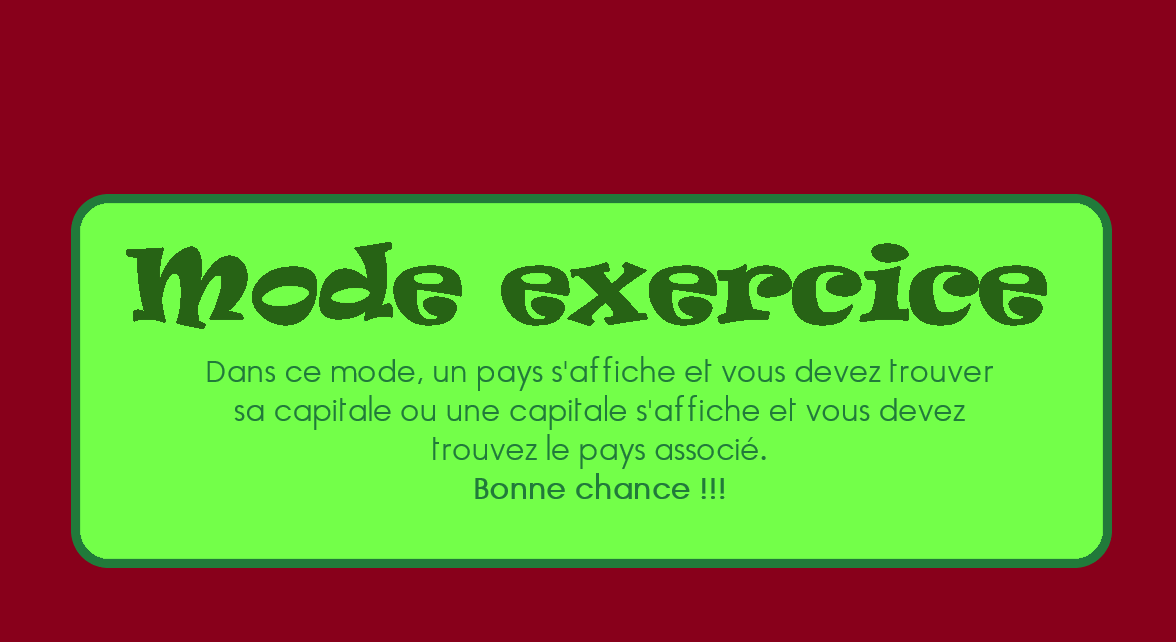 Mode exercice
Dans ce mode, un pays s'affiche et vous devez trouver
sa capitale ou une capitale s'affiche et vous devez
trouvez le pays associé.
Bonne chance !!!